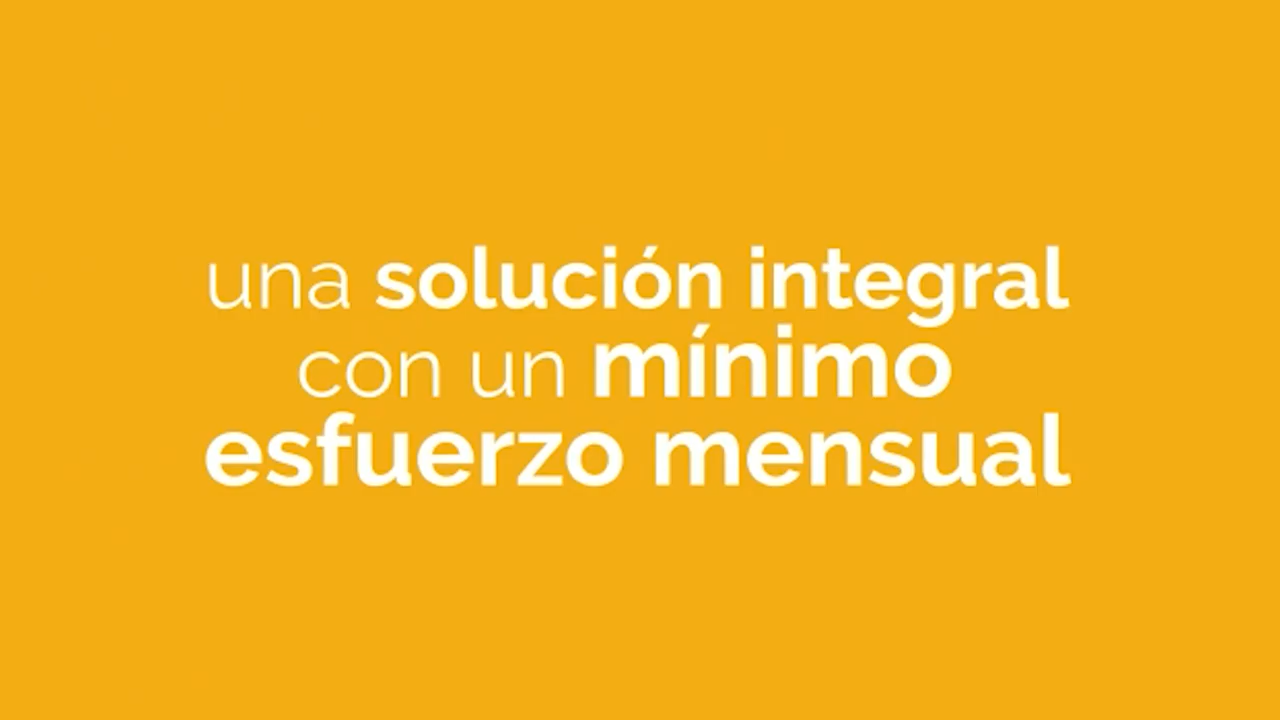 una solución integral
con un mínimo
esfuerzo mensual